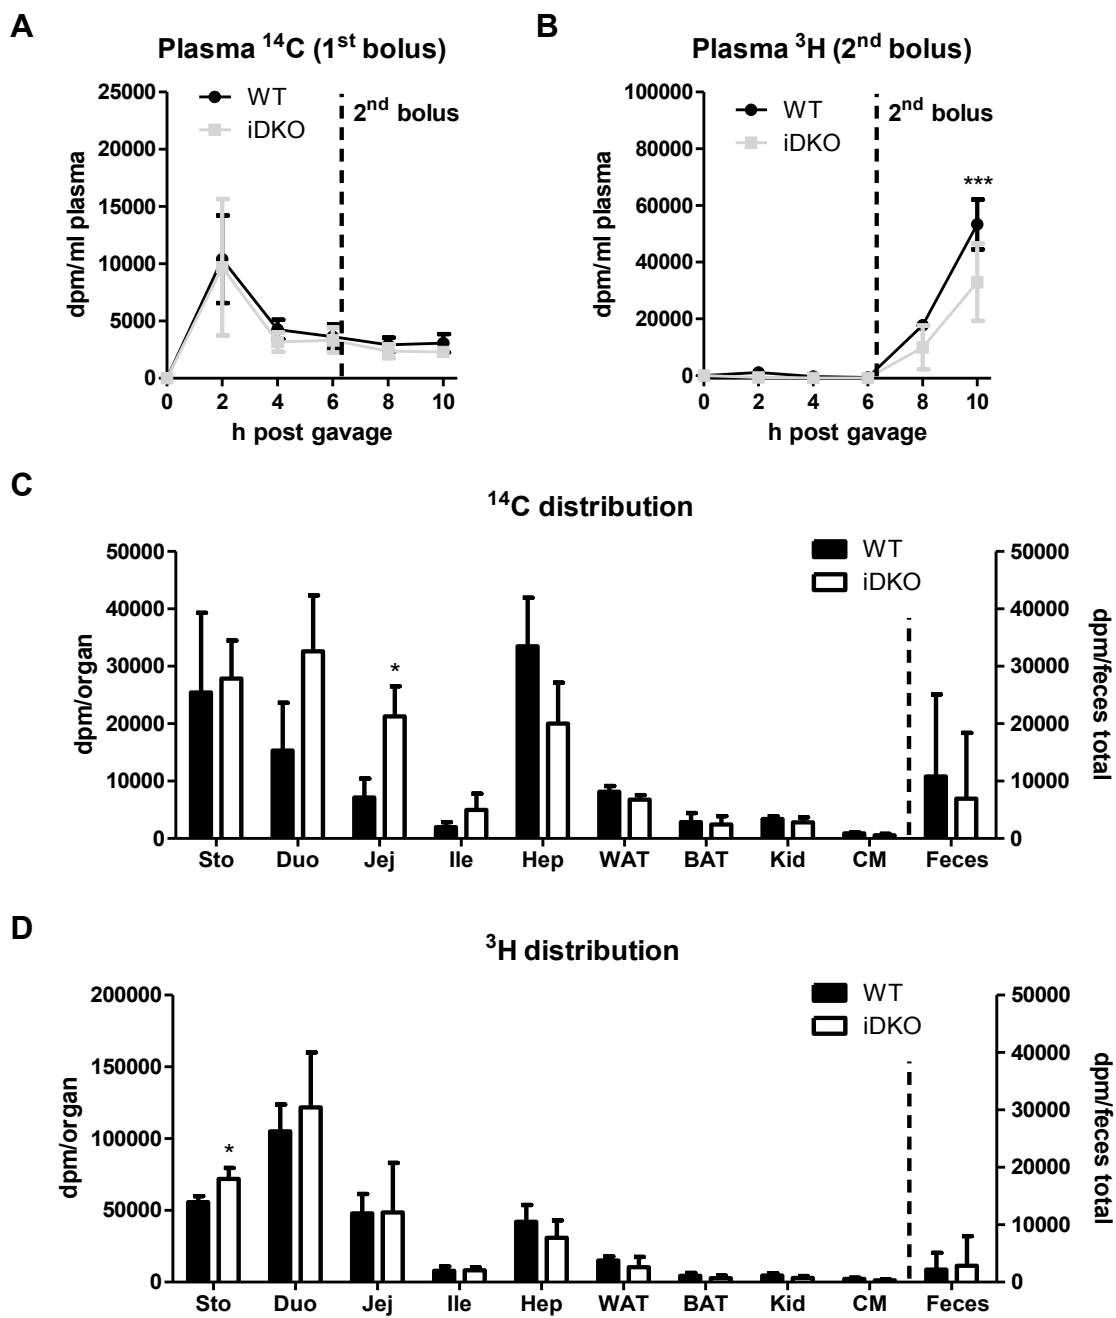 A
Plasma ¹⁴C (1ˢᵗ bolus)
25000
20000
15000
10000
5000
0
dpm/ml plasma
WT
iDKO
2ⁿᵈ bolus
0 2 4 6 8 10
h post gavage
B
Plasma ³H (2ⁿᵈ bolus)
100000
80000
60000
40000
20000
0
dpm/ml plasma
WT
iDKO
2ⁿᵈ bolus
***
0 2 4 6 8 10
h post gavage
C
¹⁴C distribution
50000
40000
30000
20000
10000
0
dpm/organ
WT
iDKO
*
50000
40000
30000
20000
10000
0
dpm/feces total
Sto Duo Jej Ile Hep WAT BAT Kid CM Feces
D
³H distribution
200000
150000
100000
50000
0
dpm/organ
WT
iDKO
*
50000
40000
30000
20000
10000
0
dpm/feces total
Sto Duo Jej Ile Hep WAT BAT Kid CM Feces